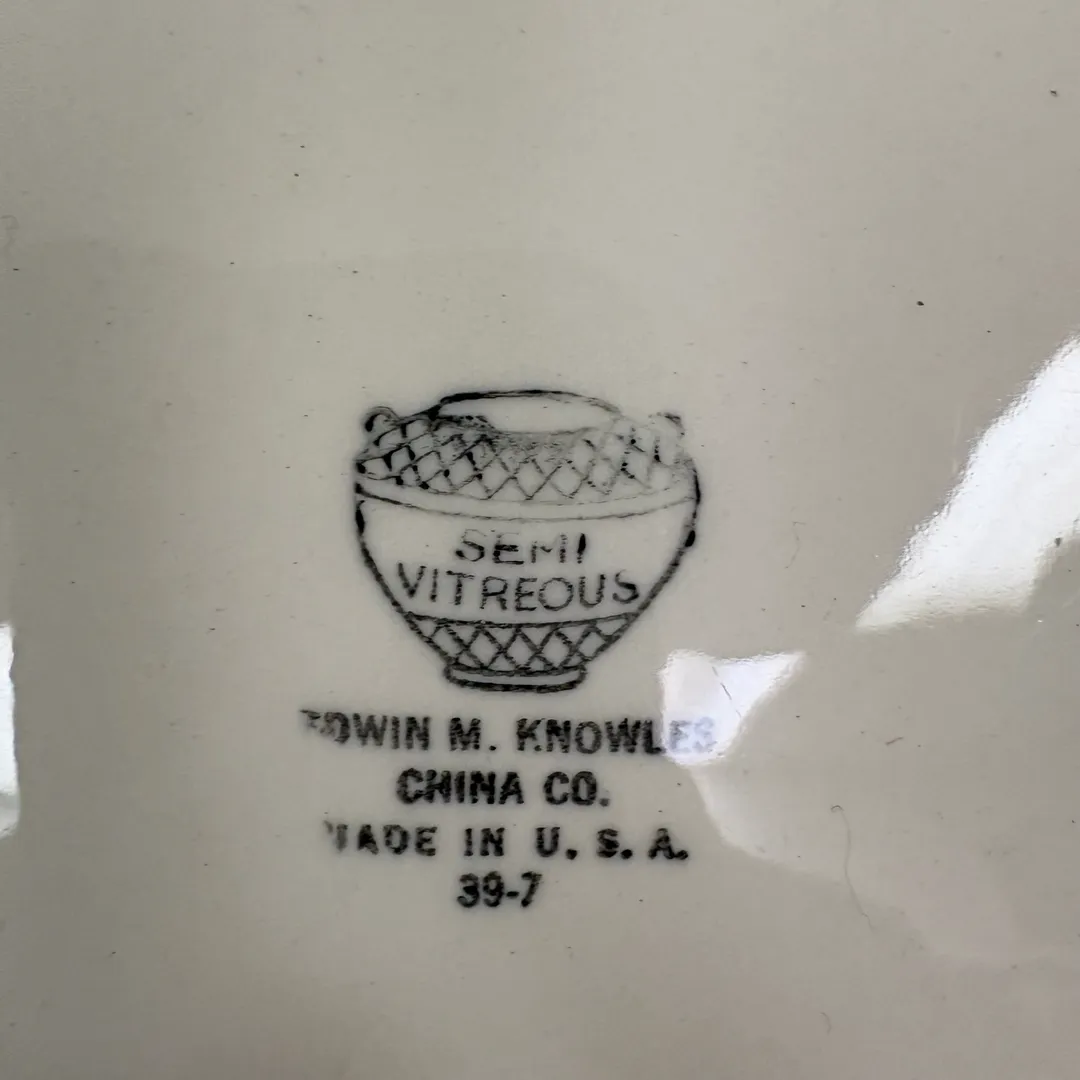 SEMI
VITREOUS
EDWIN M. KNOWLES
CHINA CO.
MADE IN U. S. A.
39-7